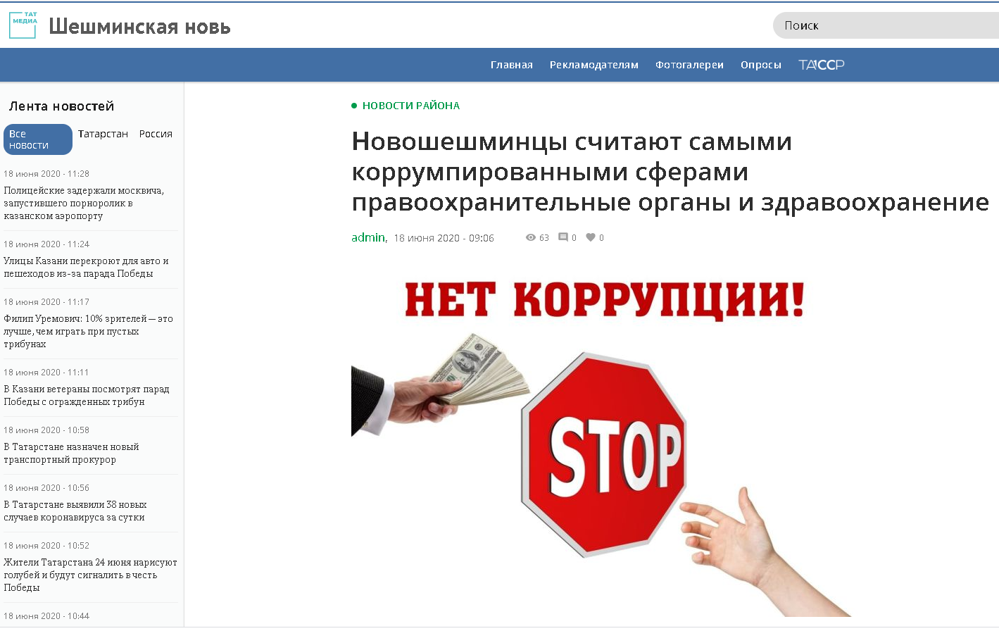 ТАТ
МЕДИА
Шешминская новь
Поиск
Главная Рекламодателям Фотогалереи Опросы ТАССР
Лента новостей
Все
новости
Татарстан Россия
18 июня 2020 - 11:28
Полицейские задержали москвича,
запустившего порноролик в
казанском аэропорту
18 июня 2020 - 11:24
Улицы Казани перекроют для авто и
пешеходов из-за парада Победы
18 июня 2020 - 11:17
Филип Уремович: 10% зрителей — это
лучше, чем играть при пустых
трибунах
18 июня 2020 - 11:11
В Казани ветераны посмотрят парад
Победы с огражденных трибун
18 июня 2020 - 10:58
В Татарстане назначен новый
транспортный прокурор
18 июня 2020 - 10:56
В Татарстане выявили 38 новых
случаев коронавируса за сутки
18 июня 2020 - 10:52
Жители Татарстана 24 июня нарисуют
голубей и будут сигналить в честь
Победы
18 июня 2020 - 10:44
НОВОСТИ РАЙОНА
Новошешминцы считают самыми
коррумпированными сферами
правоохранительные органы и здравоохранение
admin, 18 июня 2020 - 09:06 63 0 0
НЕТ КОРРУПЦИИ!
STOP